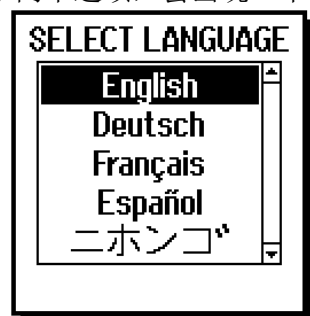 SELECT LANGUAGE
English
Deutsch
Français
Español
ニホンゴ